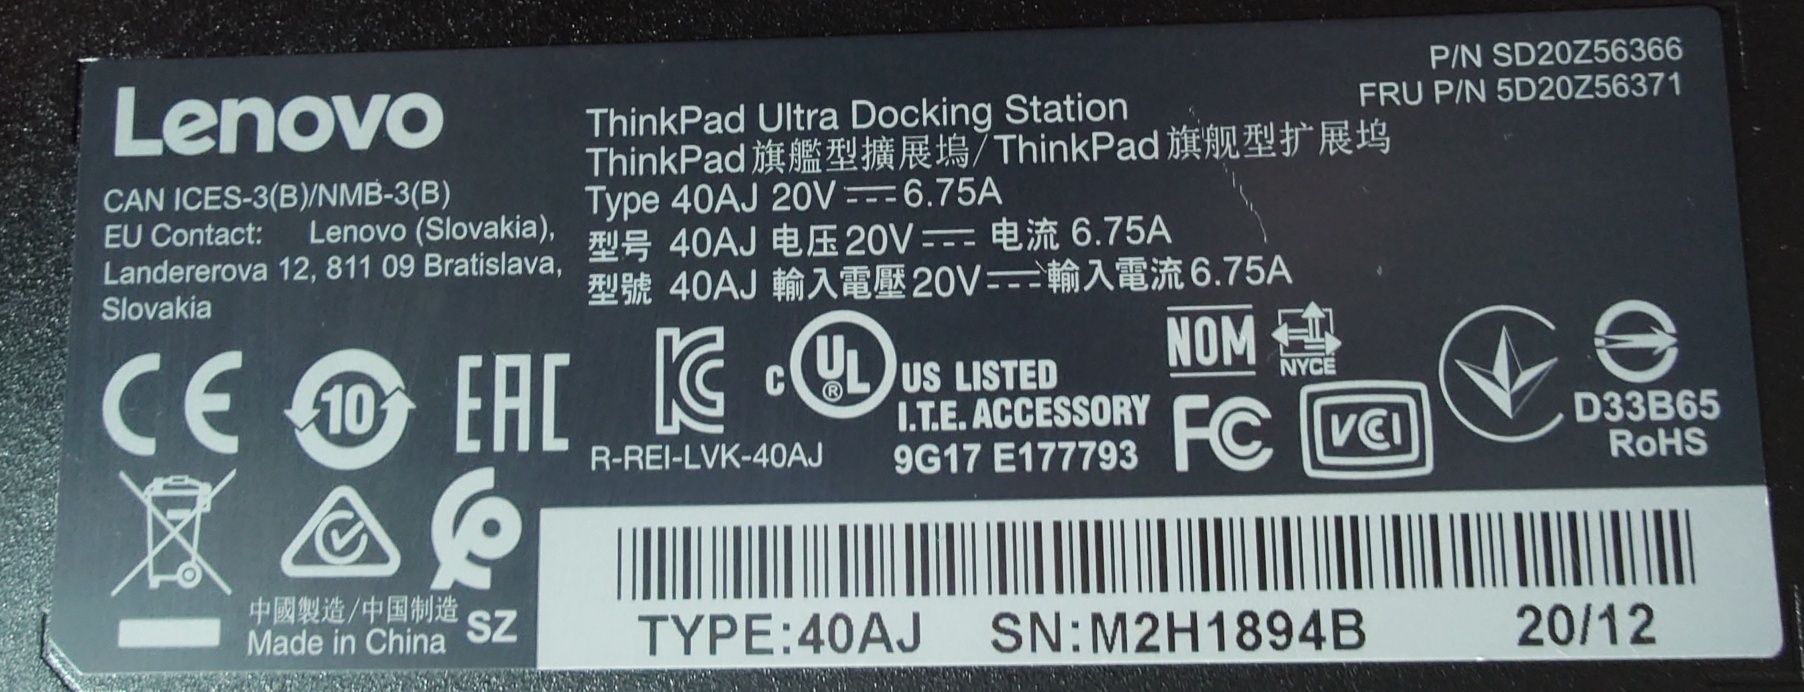 P/N SD20Z56366
FRU P/N 5D20Z56371
Lenovo
CAN ICES-3(B)/NMB-3(B)
EU Contact: Lenovo (Slovakia),
Landererova 12, 811 09 Bratislava,
Slovakia
ThinkPad Ultra Docking Station
ThinkPad旗艦型擴展塢/ThinkPad旗舰型扩展坞
Type 40AJ 20V⎓6.75A
型号 40AJ 电压20V⎓ 电流 6.75A
型號 40AJ 輸入電壓20V⎓輸入電流6.75A
CE
10
EAC
KC
R-REI-LVK-40AJ
C UL ® US LISTED
I.T.E. ACCESSORY
9G17 E177793
NOM
NYCE
FC
VCI
D33B65
RoHS
中國製造/中国制造
Made in China
SZ
TYPE:40AJ SN:M2H1894B 20/12